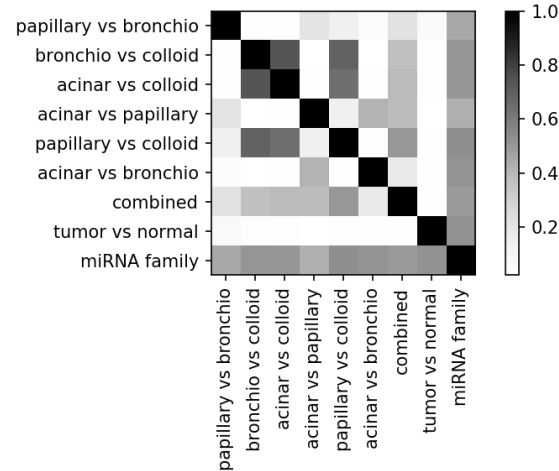 papillary vs bronchio
bronchio vs colloid
acinar vs colloid
acinar vs papillary
papillary vs colloid
acinar vs bronchio
combined
tumor vs normal
miRNA family
papillary vs bronchio
bronchio vs colloid
acinar vs colloid
acinar vs papillary
papillary vs colloid
acinar vs bronchio
combined
tumor vs normal
miRNA family
1.0
0.8
0.6
0.4
0.2